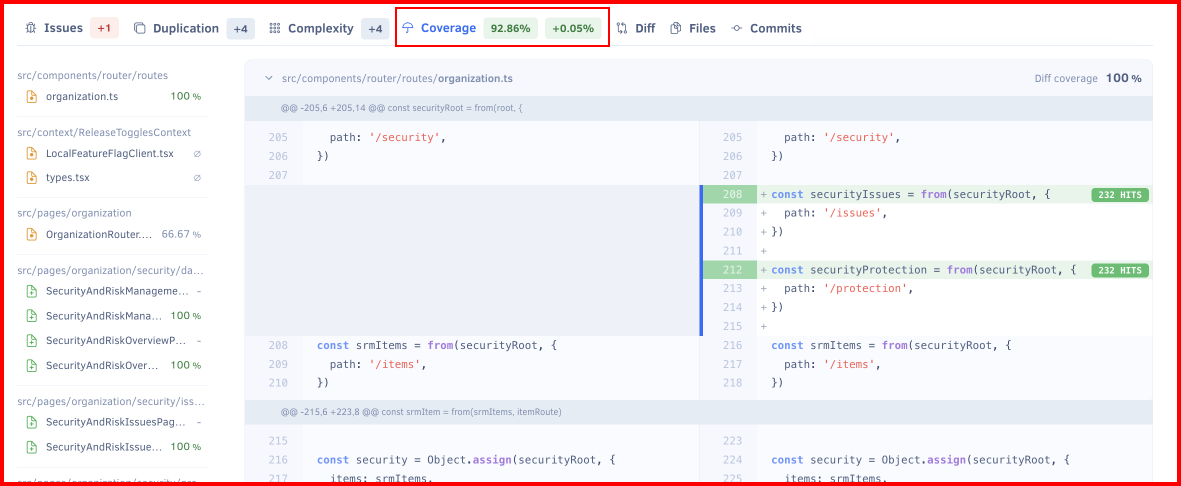 Issues +1 Duplication +4 Complexity +4 Coverage 92.86% +0.05% Diff Files Commits
src/components/router/routes
organization.ts 100 %
src/context/ReleaseTogglesContext
LocalFeatureFlagClient.tsx ∅
types.tsx ∅
src/pages/organization
OrganizationRouter.... 66.67 %
src/pages/organization/security/da...
SecurityAndRiskManageme... -
SecurityAndRiskMana... 100 %
SecurityAndRiskOverviewP... -
SecurityAndRiskOver... 100 %
src/pages/organization/security/iss...
SecurityAndRiskIssuesPag... -
SecurityAndRiskIssue... 100 %
src/components/router/routes/organization.ts Diff coverage 100 %
@@ -205,6 +205,14 @@ const securityRoot = from(root, {
205 path: '/security',
206 })
207
208 const srmItems = from(securityRoot, {
209 path: '/items',
210 })
205 path: '/security',
206 })
207
208 + const securityIssues = from(securityRoot, { 232 HITS
209 + path: '/issues',
210 + })
211 +
212 + const securityProtection = from(securityRoot, { 232 HITS
213 + path: '/protection',
214 + })
215 +
216 const srmItems = from(securityRoot, {
217 path: '/items',
218 })
@@ -215,6 +223,8 @@ const srmItem = from(srmItems, itemRoute)
215
216 const security = Object.assign(securityRoot, {
217 items: srmItems,
223
224 const security = Object.assign(securityRoot, {
225 items: srmItems,